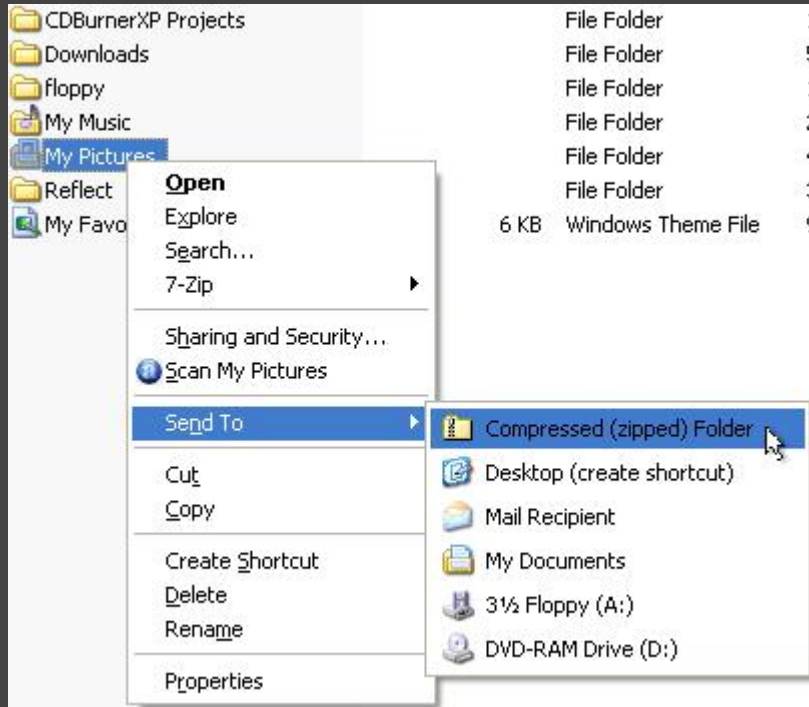 CDBurnerXP Projects File Folder
Downloads File Folder
floppy File Folder
My Music File Folder
My Pictures File Folder
Reflect File Folder
My Favo 6 KB Windows Theme File
Open
Explore
Search...
7-Zip
Sharing and Security...
Scan My Pictures
Send To
Cut
Copy
Create Shortcut
Delete
Rename
Properties
Compressed (zipped) Folder
Desktop (create shortcut)
Mail Recipient
My Documents
3½ Floppy (A:)
DVD-RAM Drive (D:)